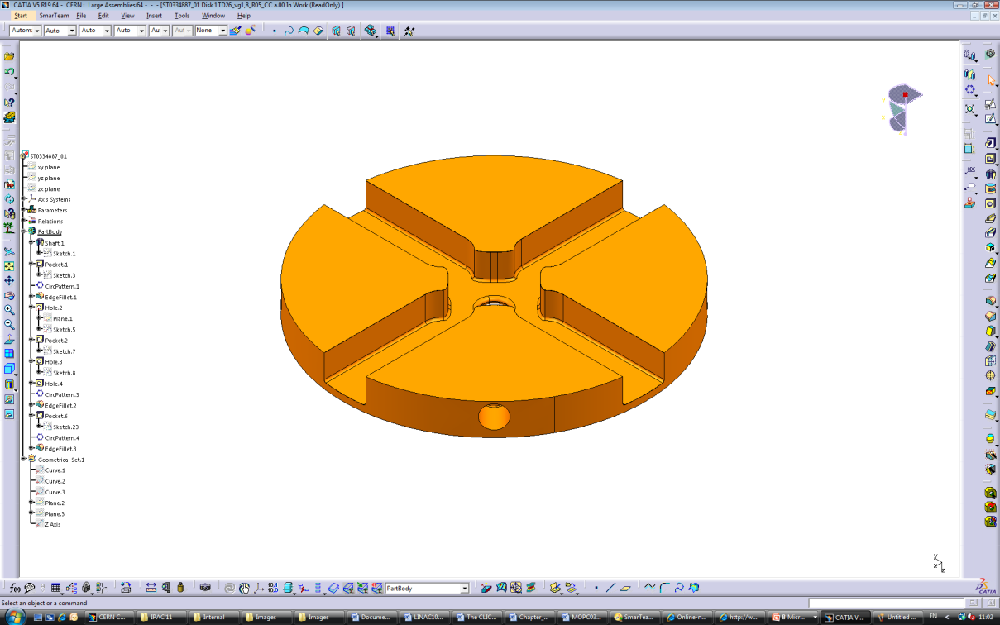 CATIA V5 R19 64 - CERN : Large Assemblies 64 - - - [ST0334887_01 Disk 1TD26_vg1,8_R05_CC a.00 In Work (ReadOnly) ]
Start SmarTeam File Edit View Insert Tools Window Help
Auto Auto Auto None
ABC
ST0334887_01
xy plane
yz plane
zx plane
Axis Systems
Parameters
Relations
PartBody
Shaft.1
Sketch.1
Pocket.1
Sketch.3
CircPattern.1
EdgeFillet.1
Hole.2
Plane.1
Sketch.5
Pocket.2
Sketch.7
Hole.3
Sketch.8
Hole.4
CircPattern.3
EdgeFillet.2
Pocket.6
Sketch.23
CircPattern.4
EdgeFillet.3
Geometrical Set.1
Curve.1
Curve.2
Curve.3
Plane.2
Plane.3
Z Axis
y
x
z
f(x) 10.1 10.0 PartBody
CATIA
Select an object or a command
CERN C... IPAC'11 Internal Images Images Docume... LINAC10... The CLIC... Chapter_... MOPC03... SmarTea... Online-n... http://w... 8 Micr... CATIA V... Untitled ... EN 11:02